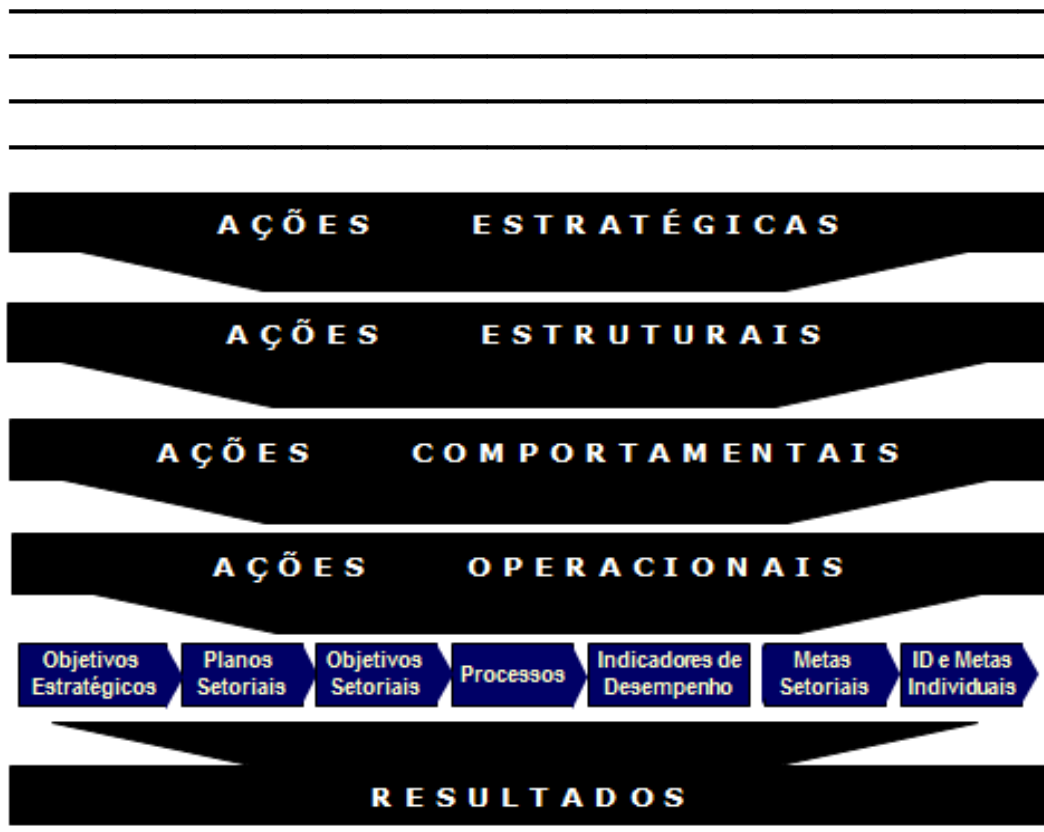 AÇÕES ESTRATÉGICAS
AÇÕES ESTRUTURAIS
AÇÕES COMPORTAMENTAIS
AÇÕES OPERACIONAIS
Objetivos
Estratégicos
Planos
Setoriais
Objetivos
Setoriais
Processos
Indicadores de
Desempenho
Metas
Setoriais
ID e Metas
Individuais
RESULTADOS